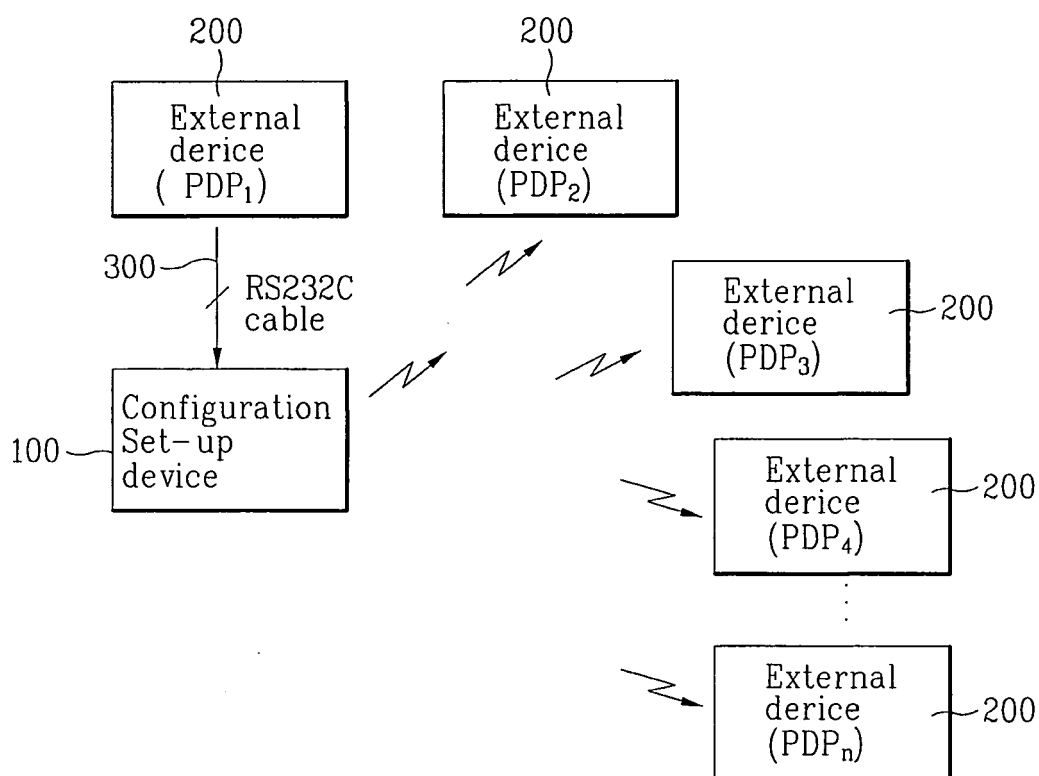 200
200
External
derice
( PDP₁)
External
derice
(PDP₂)
300
RS232C
cable
External
derice
(PDP₃)
200
Configuration
Set-up
device
100
External
derice
(PDP₄)
200
External
derice
(PDPₙ)
200